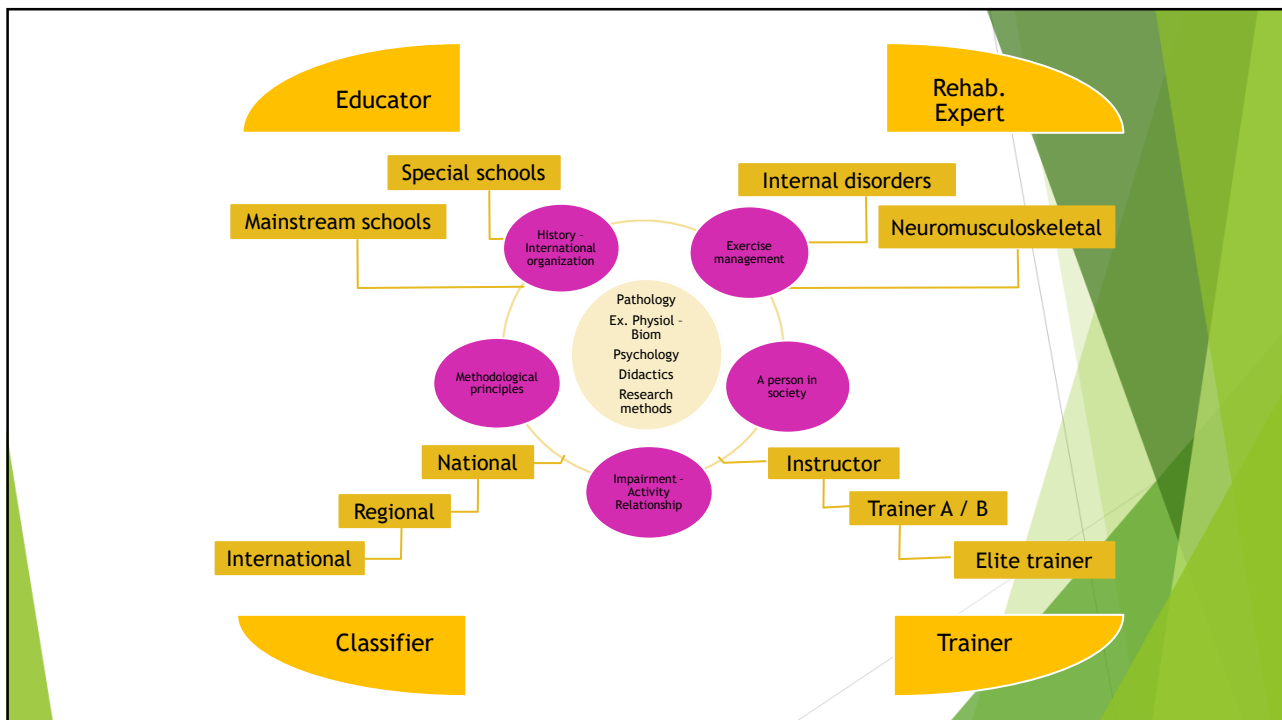 Educator
Rehab.
Expert
Special schools
Mainstream schools
Internal disorders
Neuromusculoskeletal
History –
International
organization
Exercise
management
Pathology
Ex. Physiol –
Biom
Psychology
Didactics
Research
methods
Methodological
principles
A person in
society
Impairment –
Activity
Relationship
National
Regional
International
Instructor
Trainer A / B
Elite trainer
Classifier
Trainer